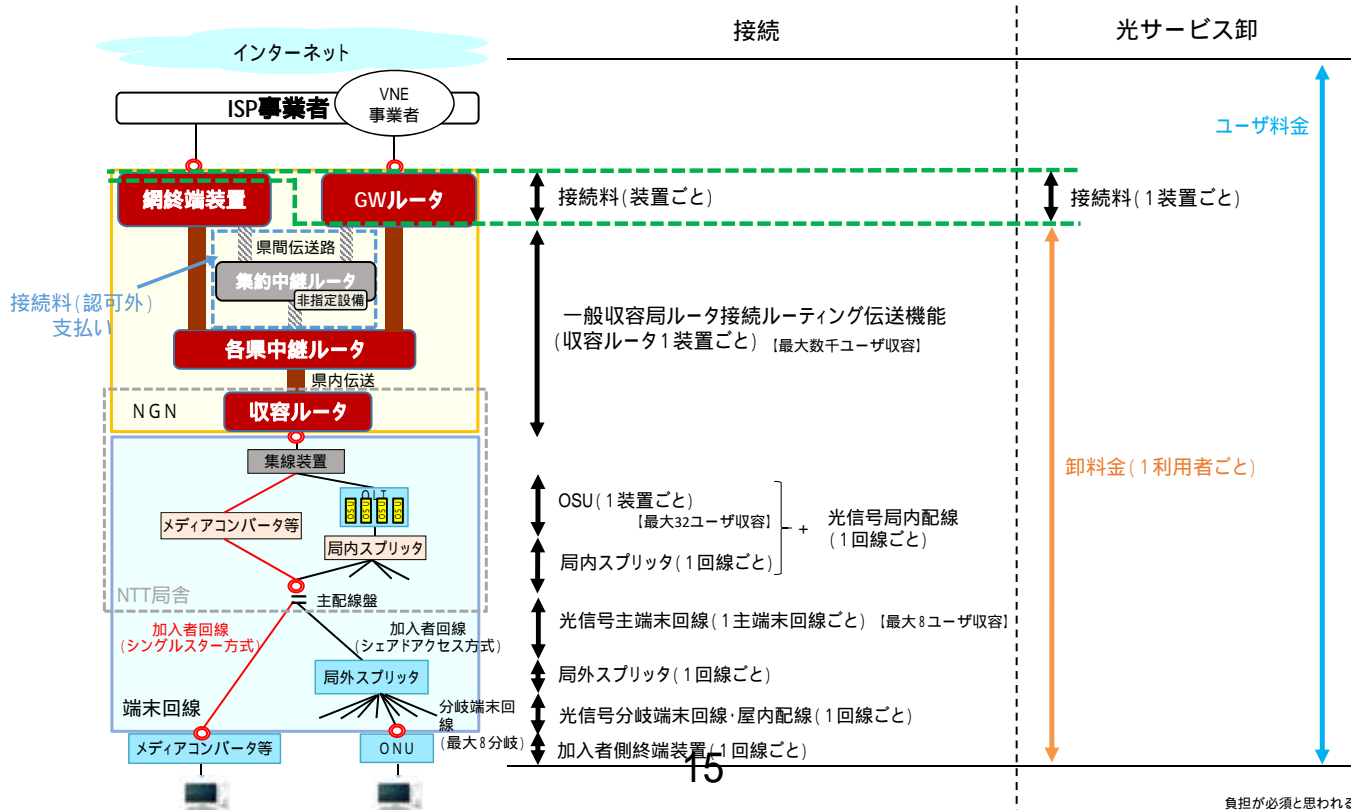 接続
光サービス卸
インターネット
VNE
事業者
ISP事業者
ユーザ料金
網終端装置
GWルータ
接続料(装置ごと)
接続料(1装置ごと)
県間伝送路
集約中継ルータ
非指定設備
接続料(認可外)
支払い
一般収容局ルータ接続ルーティング伝送機能
(収容ルータ1装置ごと)【最大数千ユーザ収容】
各県中継ルータ
県内伝送
NGN
収容ルータ
集線装置
卸料金(1利用者ごと)
OLT
OSU
OSU
OSU
OSU
OSU(1装置ごと)
【最大32ユーザ収容】
+
光信号局内配線
(1回線ごと)
メディアコンバータ等
局内スプリッタ
局内スプリッタ(1回線ごと)
NTT局舎
主配線盤
光信号主端末回線(1主端末回線ごと)【最大8ユーザ収容】
加入者回線
(シングルスター方式)
加入者回線
(シェアドアクセス方式)
局外スプリッタ
局外スプリッタ(1回線ごと)
端末回線
分岐端末回
線
(最大8分岐)
光信号分岐端末回線・屋内配線(1回線ごと)
メディアコンバータ等
ONU
加入者側終端装置(1回線ごと)
15
負担が必須と思われる